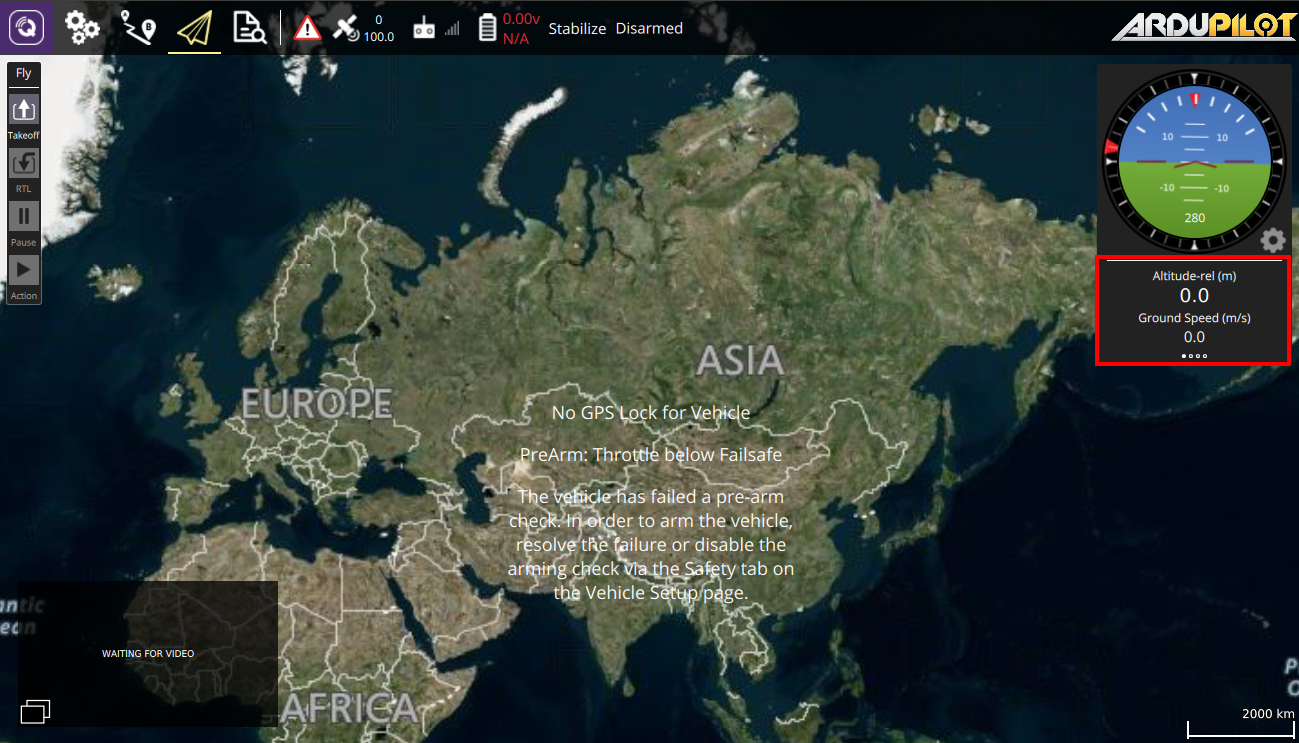 0
100.0
0.00v
N/A
Stabilize
Disarmed
ARDUPILOT
Fly
Takeoff
RTL
Pause
Action
10
10
-10
-10
280
Altitude-rel (m)
0.0
Ground Speed (m/s)
0.0
ASIA
EUROPE
No GPS Lock for Vehicle
PreArm: Throttle below Failsafe
The vehicle has failed a pre-arm
check. In order to arm the vehicle,
resolve the failure or disable the
arming check via the Safety tab on
the Vehicle Setup page.
WAITING FOR VIDEO
AFRICA
2000 km